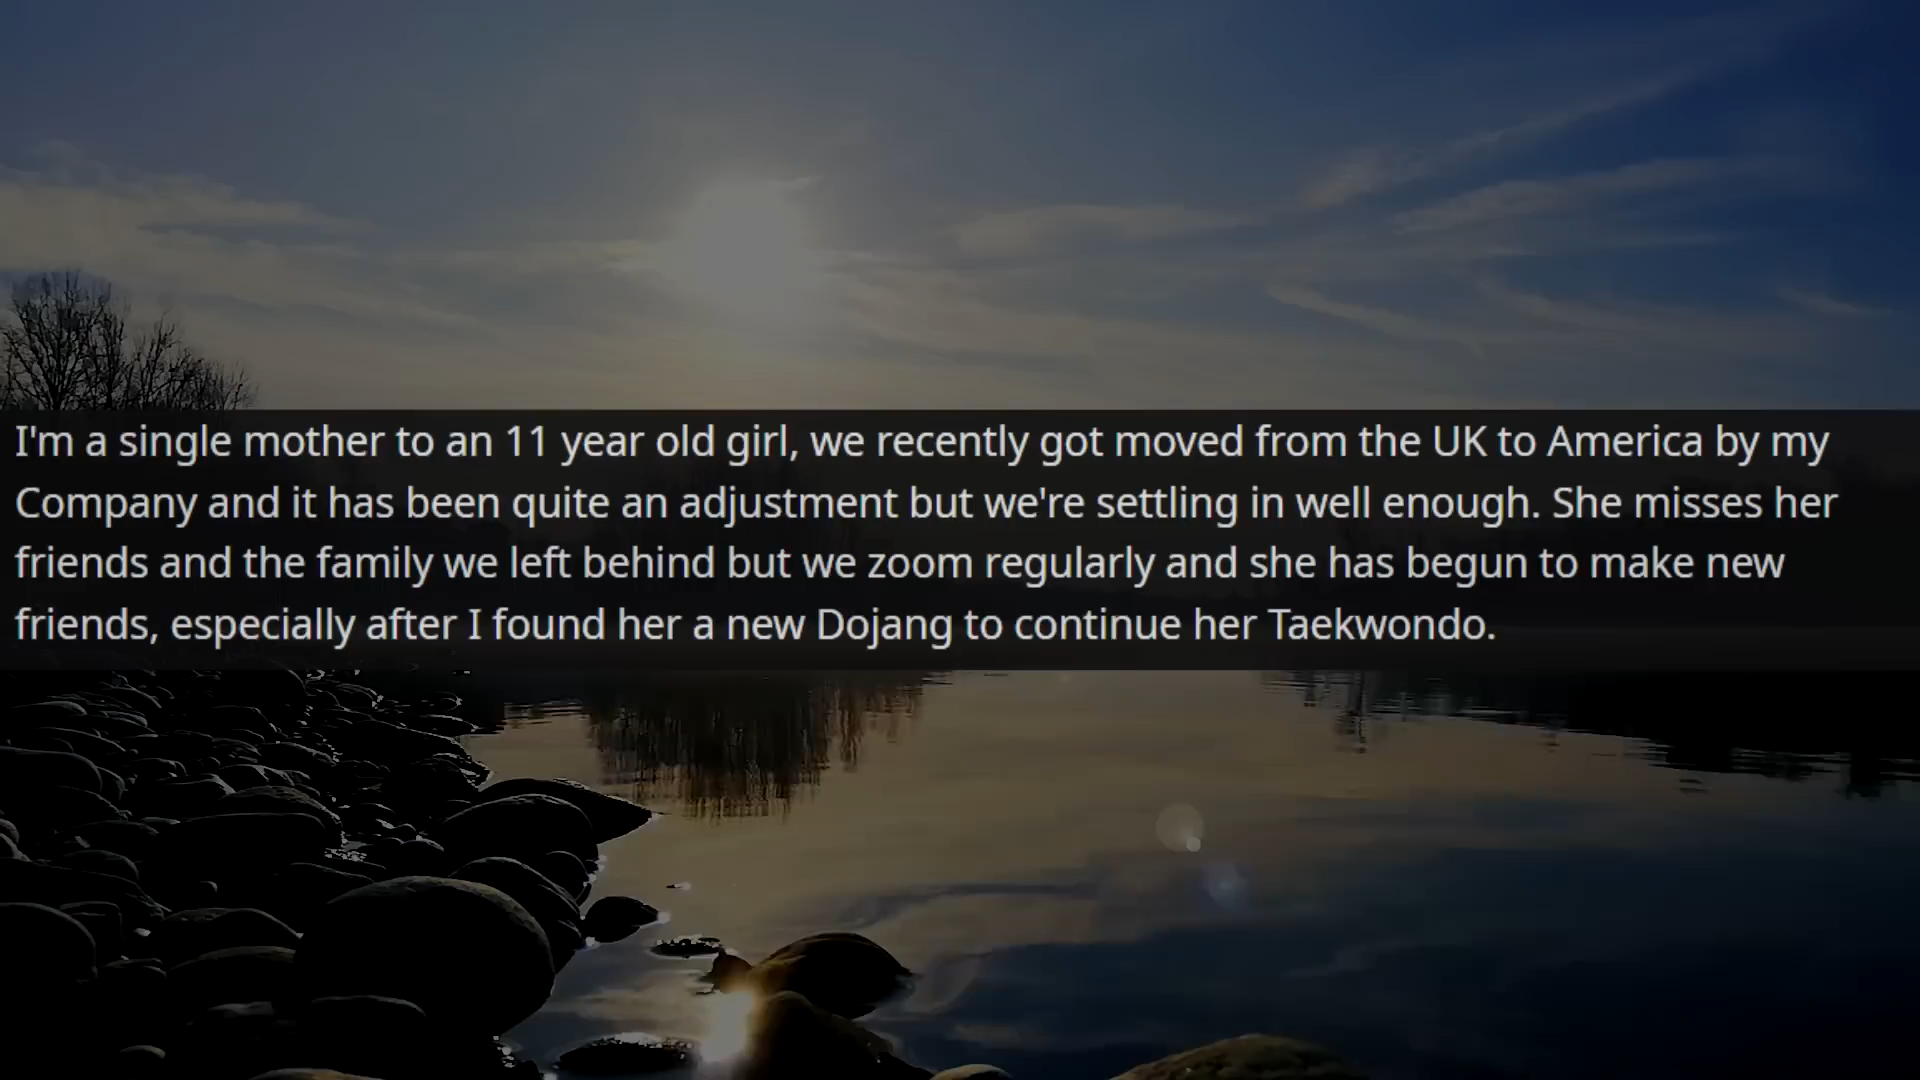 I'm a single mother to an 11 year old girl, we recently got moved from the UK to America by my
Company and it has been quite an adjustment but we're settling in well enough. She misses her
friends and the family we left behind but we zoom regularly and she has begun to make new
friends, especially after I found her a new Dojang to continue her Taekwondo.